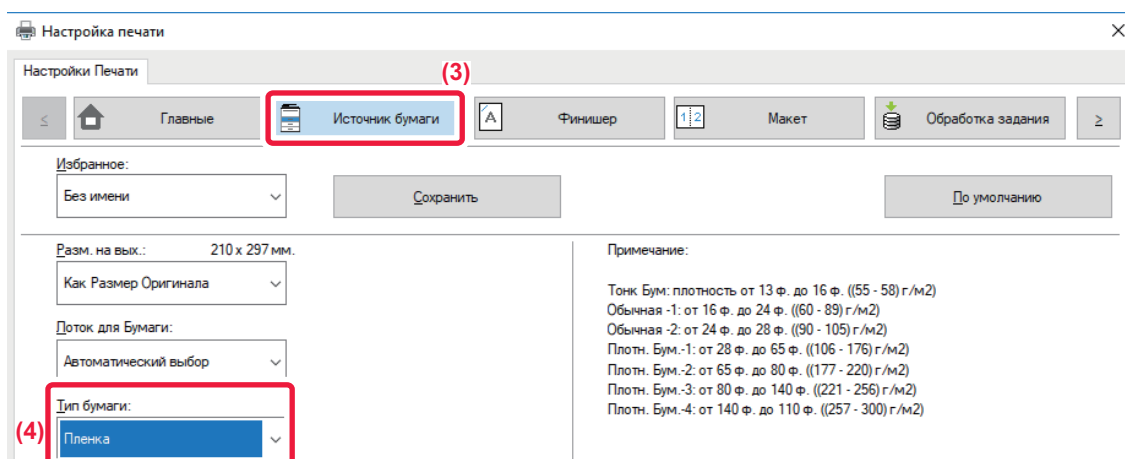 Настройка печати
Настройки Печати
(3)
< Главные Источник бумаги A Финишер 1 2 Макет Обработка задания >
Избранное:
Без имени Сохранить По умолчанию
Разм. на вых.: 210 x 297 мм.
Как Размер Оригинала
Лоток для Бумаги:
Автоматический выбор
Тип бумаги:
(4) Пленка
Примечание:
Тонк Бум: плотность от 13 ф. до 16 ф. ((55 - 58) г/м2)
Обычная -1: от 16 ф. до 24 ф. ((60 - 89) г/м2)
Обычная -2: от 24 ф. до 28 ф. ((90 - 105) г/м2)
Плотн. Бум.-1: от 28 ф. до 65 ф. ((106 - 176) г/м2)
Плотн. Бум.-2: от 65 ф. до 80 ф. ((177 - 220) г/м2)
Плотн. Бум.-3: от 80 ф. до 140 ф. ((221 - 256) г/м2)
Плотн. Бум.-4: от 140 ф. до 110 ф. ((257 - 300) г/м2)